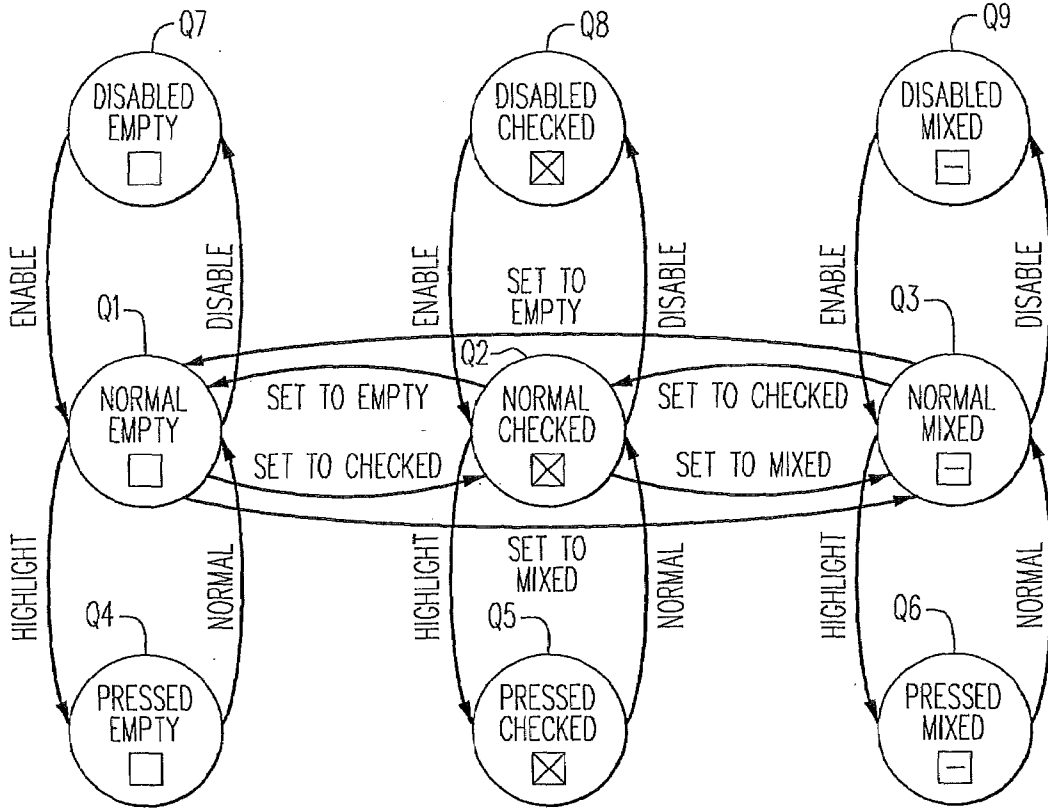 Q7
Q8
Q9
DISABLED
EMPTY
DISABLED
CHECKED
DISABLED
MIXED
ENABLE
DISABLE
ENABLE
DISABLE
ENABLE
DISABLE
SET TO
EMPTY
Q1
Q2
Q3
NORMAL
EMPTY
SET TO EMPTY
NORMAL
CHECKED
SET TO CHECKED
NORMAL
MIXED
SET TO CHECKED
SET TO MIXED
SET TO
MIXED
HIGHLIGHT
NORMAL
HIGHLIGHT
NORMAL
HIGHLIGHT
NORMAL
Q4
Q5
Q6
PRESSED
EMPTY
PRESSED
CHECKED
PRESSED
MIXED